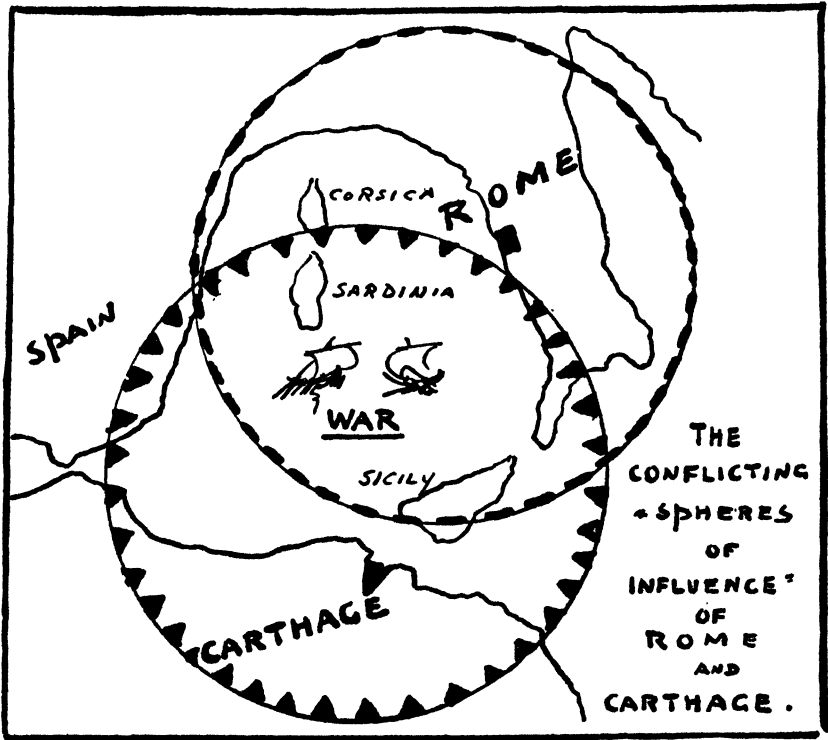 CORSICA
ROME
SARDINIA
SPAIN
WAR
SICILY
CARTHAGE
THE
CONFLICTING
"SPHERES
OF
INFLUENCE"
OF
ROME
AND
CARTHAGE.